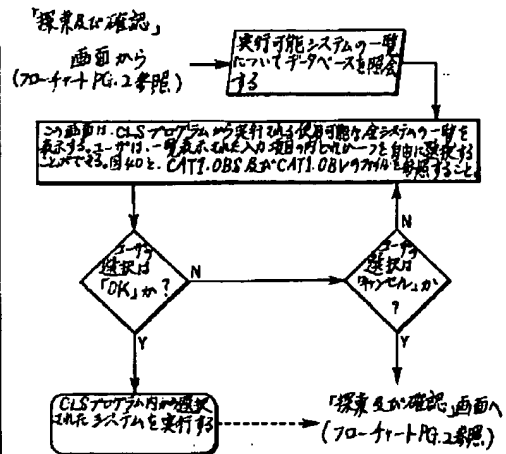 「探索及び確認」
画面から
(フローチャートPG.2参照)
実行可能システムの一覧
についてデータベースを照会
する
この画面は、CLSプログラムから実行される使用可能な全システムの一覧を
表示する。ユーザは、一覧表示された入力項目の内どれか一つを自由に選択する
ことができる。図40と、CAT1.OBS及びCAT1.OBVのファイルを参照すること。
ユーザ
選択は
「OK」か?
N
Y
ユーザ
選択は
「キャンセル」か
?
N
Y
CLSプログラム内から選択
されたシステムを実行する
「探索及び確認」画面へ
(フローチャートPG.2参照)